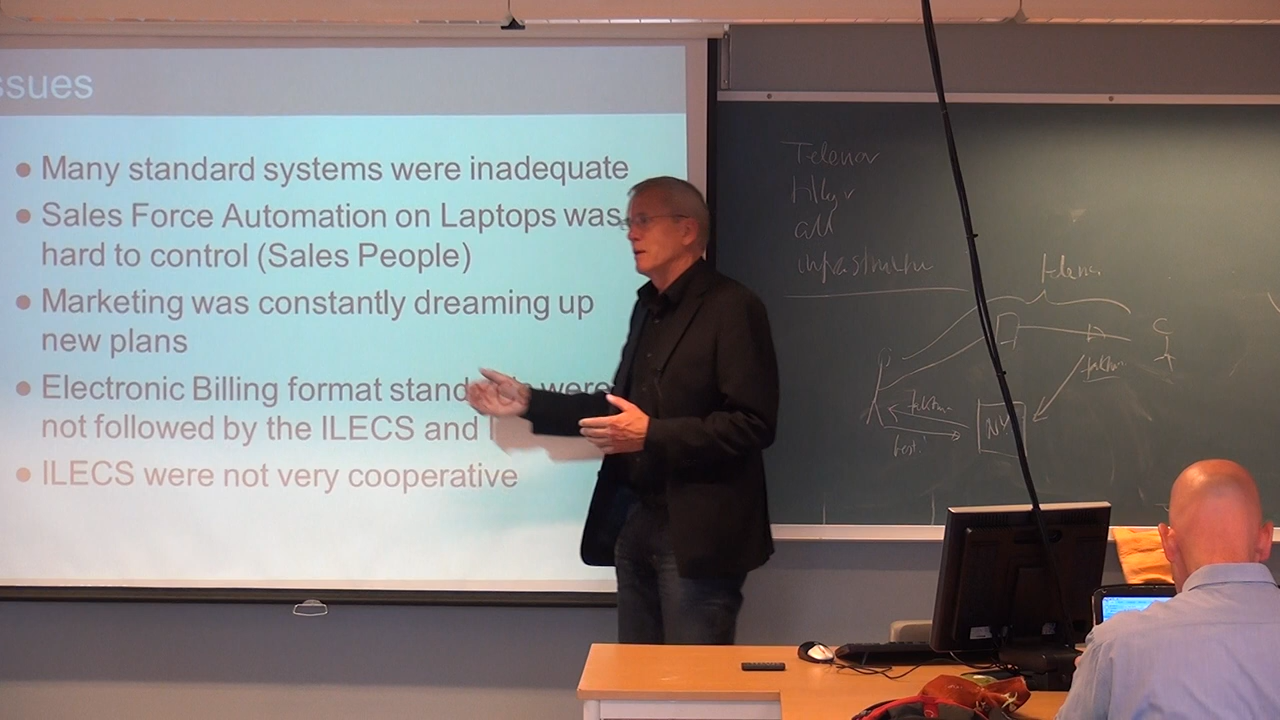 ssues
● Many standard systems were inadequate
● Sales Force Automation on Laptops was
hard to control (Sales People)
● Marketing was constantly dreaming up
new plans
● Electronic Billing format were
not followed by the ILECS and
● ILECS were not very cooperative
Telenor
all
NY
C